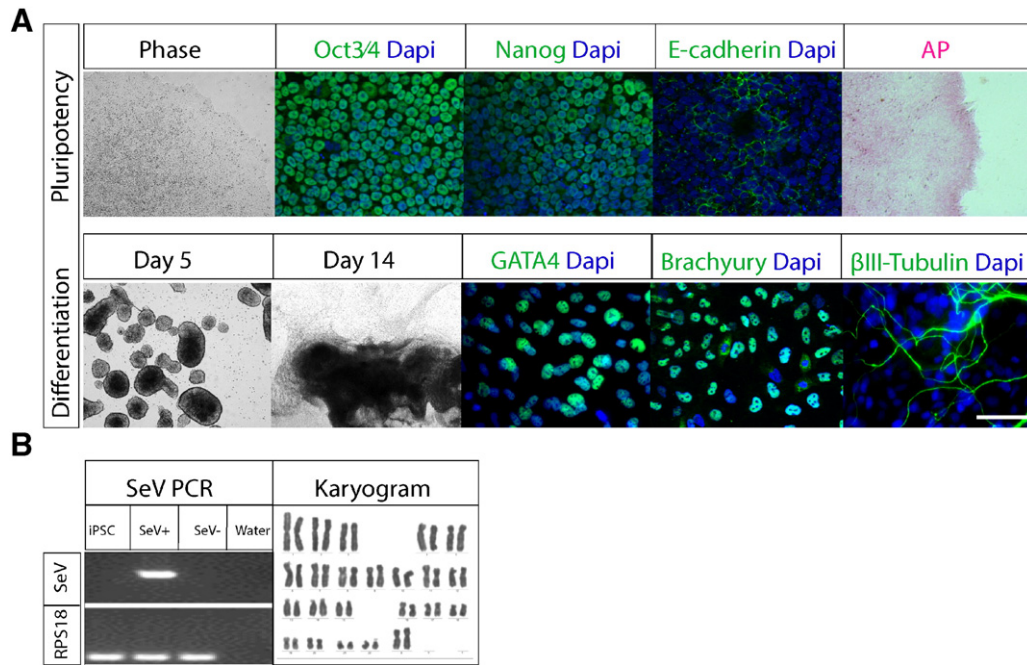 A
Pluripotency
Phase
Oct3/4 Dapi
Nanog Dapi
E-cadherin Dapi
AP
Differentiation
Day 5
Day 14
GATA4 Dapi
Brachyury Dapi
βIII-Tubulin Dapi
B
SeV PCR
Karyogram
iPSC
SeV+
SeV-
Water
SeV
RPS18